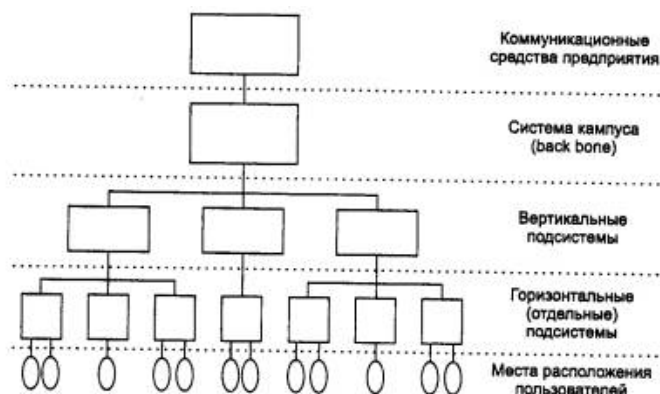 Коммуникационные
средства предприятия
Система кампуса
(back bone)
Вертикальные
подсистемы
Горизонтальные
(отдельные)
подсистемы
Места расположения
пользователей